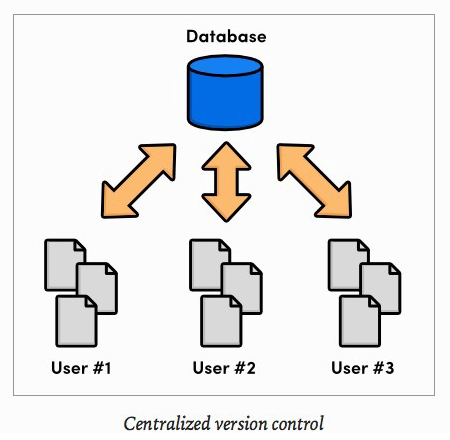 Database
User #1
User #2
User #3
Centralized version control